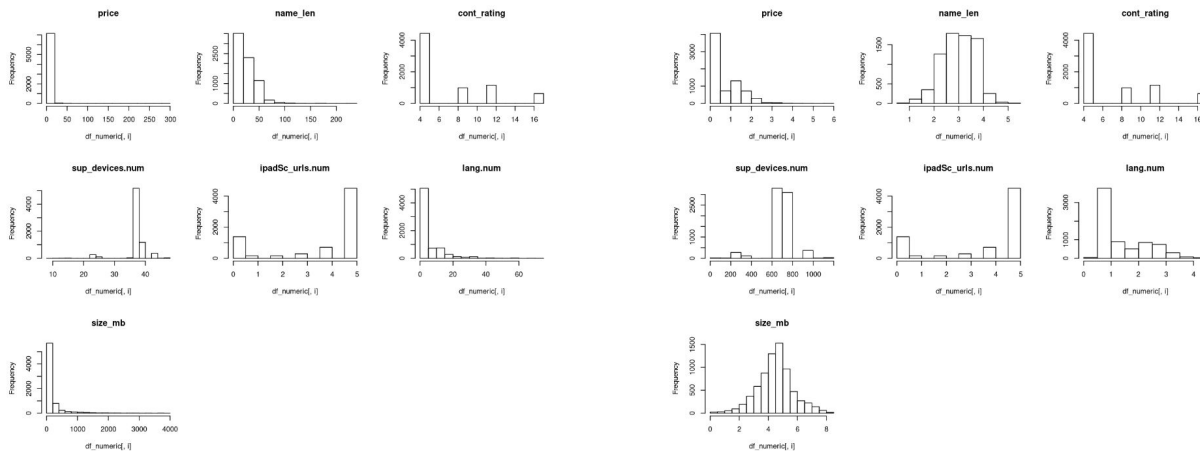 price
name_len
cont_rating
price
name_len
cont_rating
Frequency
0 2000 4000 6000
Frequency
0 1000 2500
Frequency
0 2000 4000
Frequency
0 1000 3000
Frequency
0 500 1500
Frequency
0 2000 4000
0 50 100 150 200 250 300
0 50 100 150 200
4 6 8 10 12 14 16
0 1 2 3 4 5 6
1 2 3 4 5
4 6 8 10 12 14 16
df_numeric[, i]
df_numeric[, i]
df_numeric[, i]
df_numeric[, i]
df_numeric[, i]
df_numeric[, i]
sup_devices.num
ipadSc_urls.num
lang.num
sup_devices.num
ipadSc_urls.num
lang.num
Frequency
0 2000 4000
Frequency
0 2000 4000
Frequency
0 2000 4000
Frequency
0 1000 2500
Frequency
0 2000 4000
Frequency
0 1000 3000
10 20 30 40
0 1 2 3 4 5
0 20 40 60
0 200 400 600 800 1000
0 1 2 3 4 5
0 1 2 3 4
df_numeric[, i]
df_numeric[, i]
df_numeric[, i]
df_numeric[, i]
df_numeric[, i]
df_numeric[, i]
size_mb
size_mb
Frequency
0 2000 4000
Frequency
0 500 1000 1500
0 1000 2000 3000 4000
0 2 4 6 8
df_numeric[, i]
df_numeric[, i]